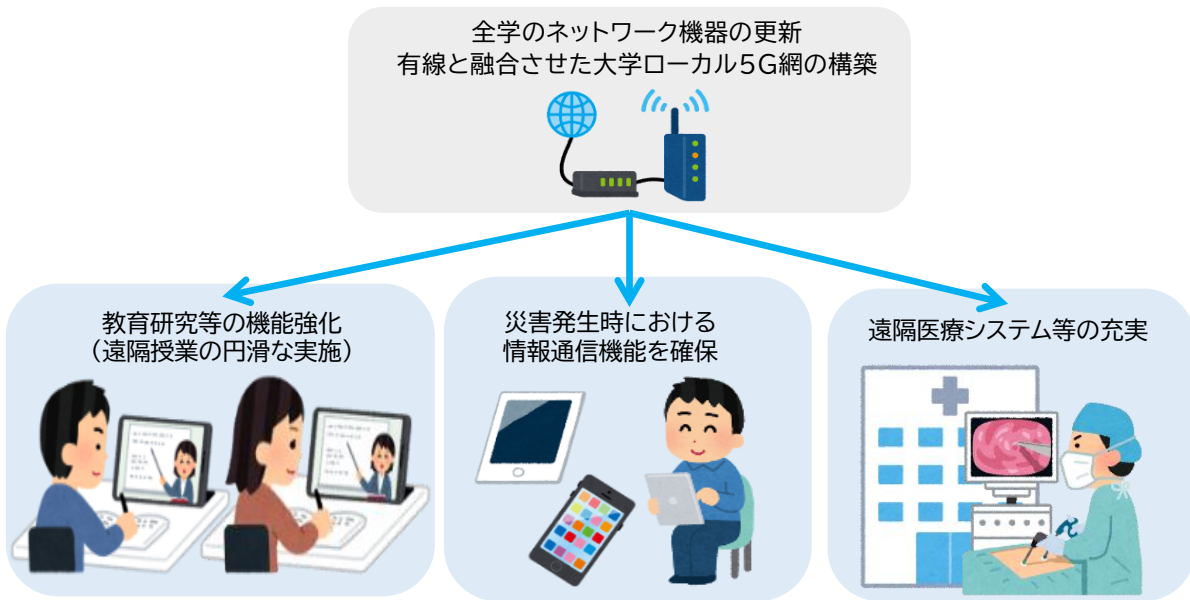 全学のネットワーク機器の更新
有線と融合させた大学ローカル5G網の構築
教育研究等の機能強化
（遠隔授業の円滑な実施）
災害発生時における
情報通信機能を確保
遠隔医療システム等の充実